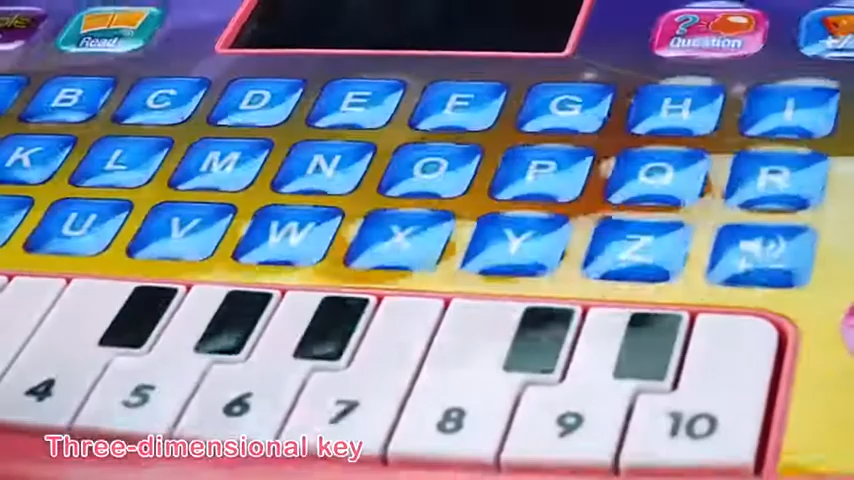 Read
Question
B C D E F G H I
K L M N O P Q R
U V W X Y Z
4 5 6 7 8 9 10
Three-dimensional key